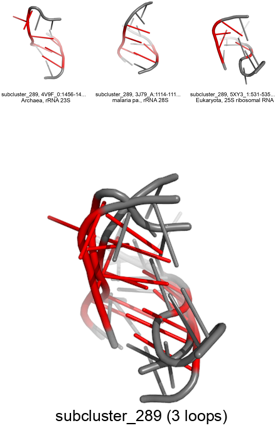 subcluster_289, 4V9F_0:1456-14...
Archaea, rRNA 23S
subcluster_289, 3J79_A:1114-111...
malaria pa., rRNA 28S
subcluster_289, 5XY3_1:531-535...
Eukaryota, 25S ribosomal RNA
subcluster_289 (3 loops)